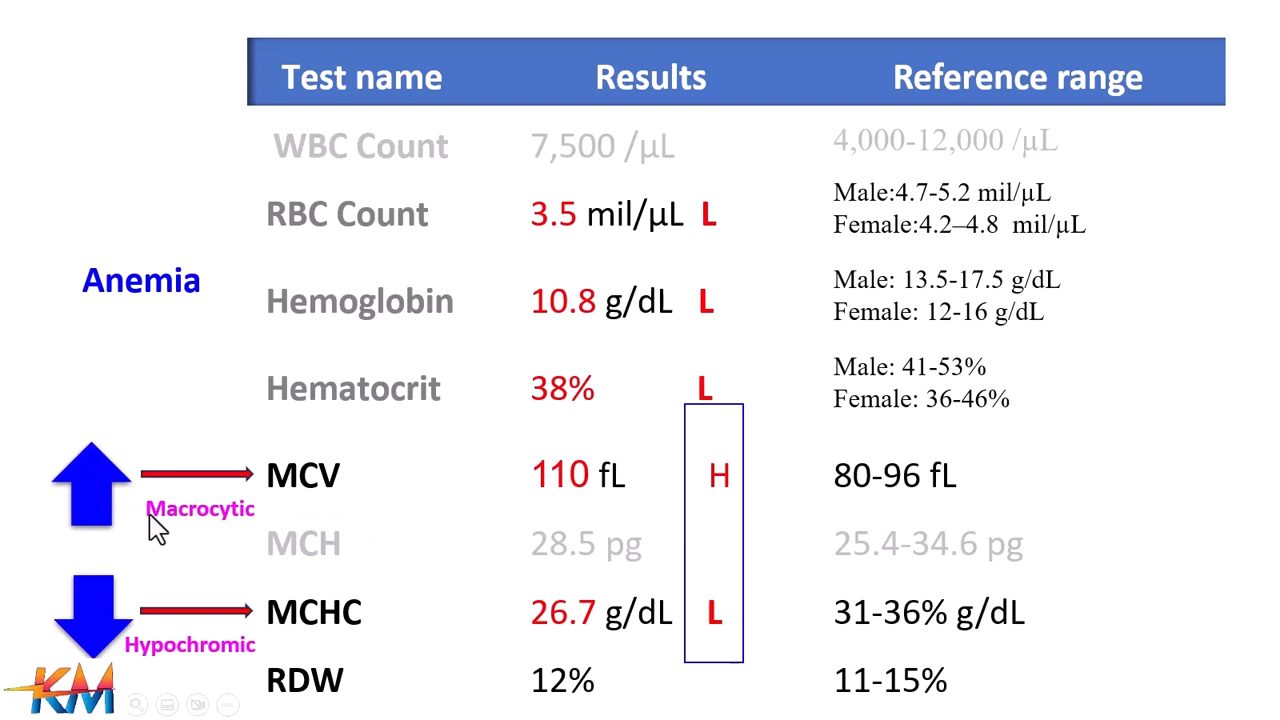 Test name Results Reference range
WBC Count 7,500 /µL 4,000-12,000 /µL
RBC Count 3.5 mil/µL L Male:4.7-5.2 mil/µL
Female:4.2–4.8 mil/µL
Anemia
Hemoglobin 10.8 g/dL L Male: 13.5-17.5 g/dL
Female: 12-16 g/dL
Hematocrit 38% L Male: 41-53%
Female: 36-46%
MCV 110 fL H 80-96 fL
Macrocytic
MCH 28.5 pg 25.4-34.6 pg
MCHC 26.7 g/dL L 31-36% g/dL
Hypochromic
RDW 12% 11-15%
KM